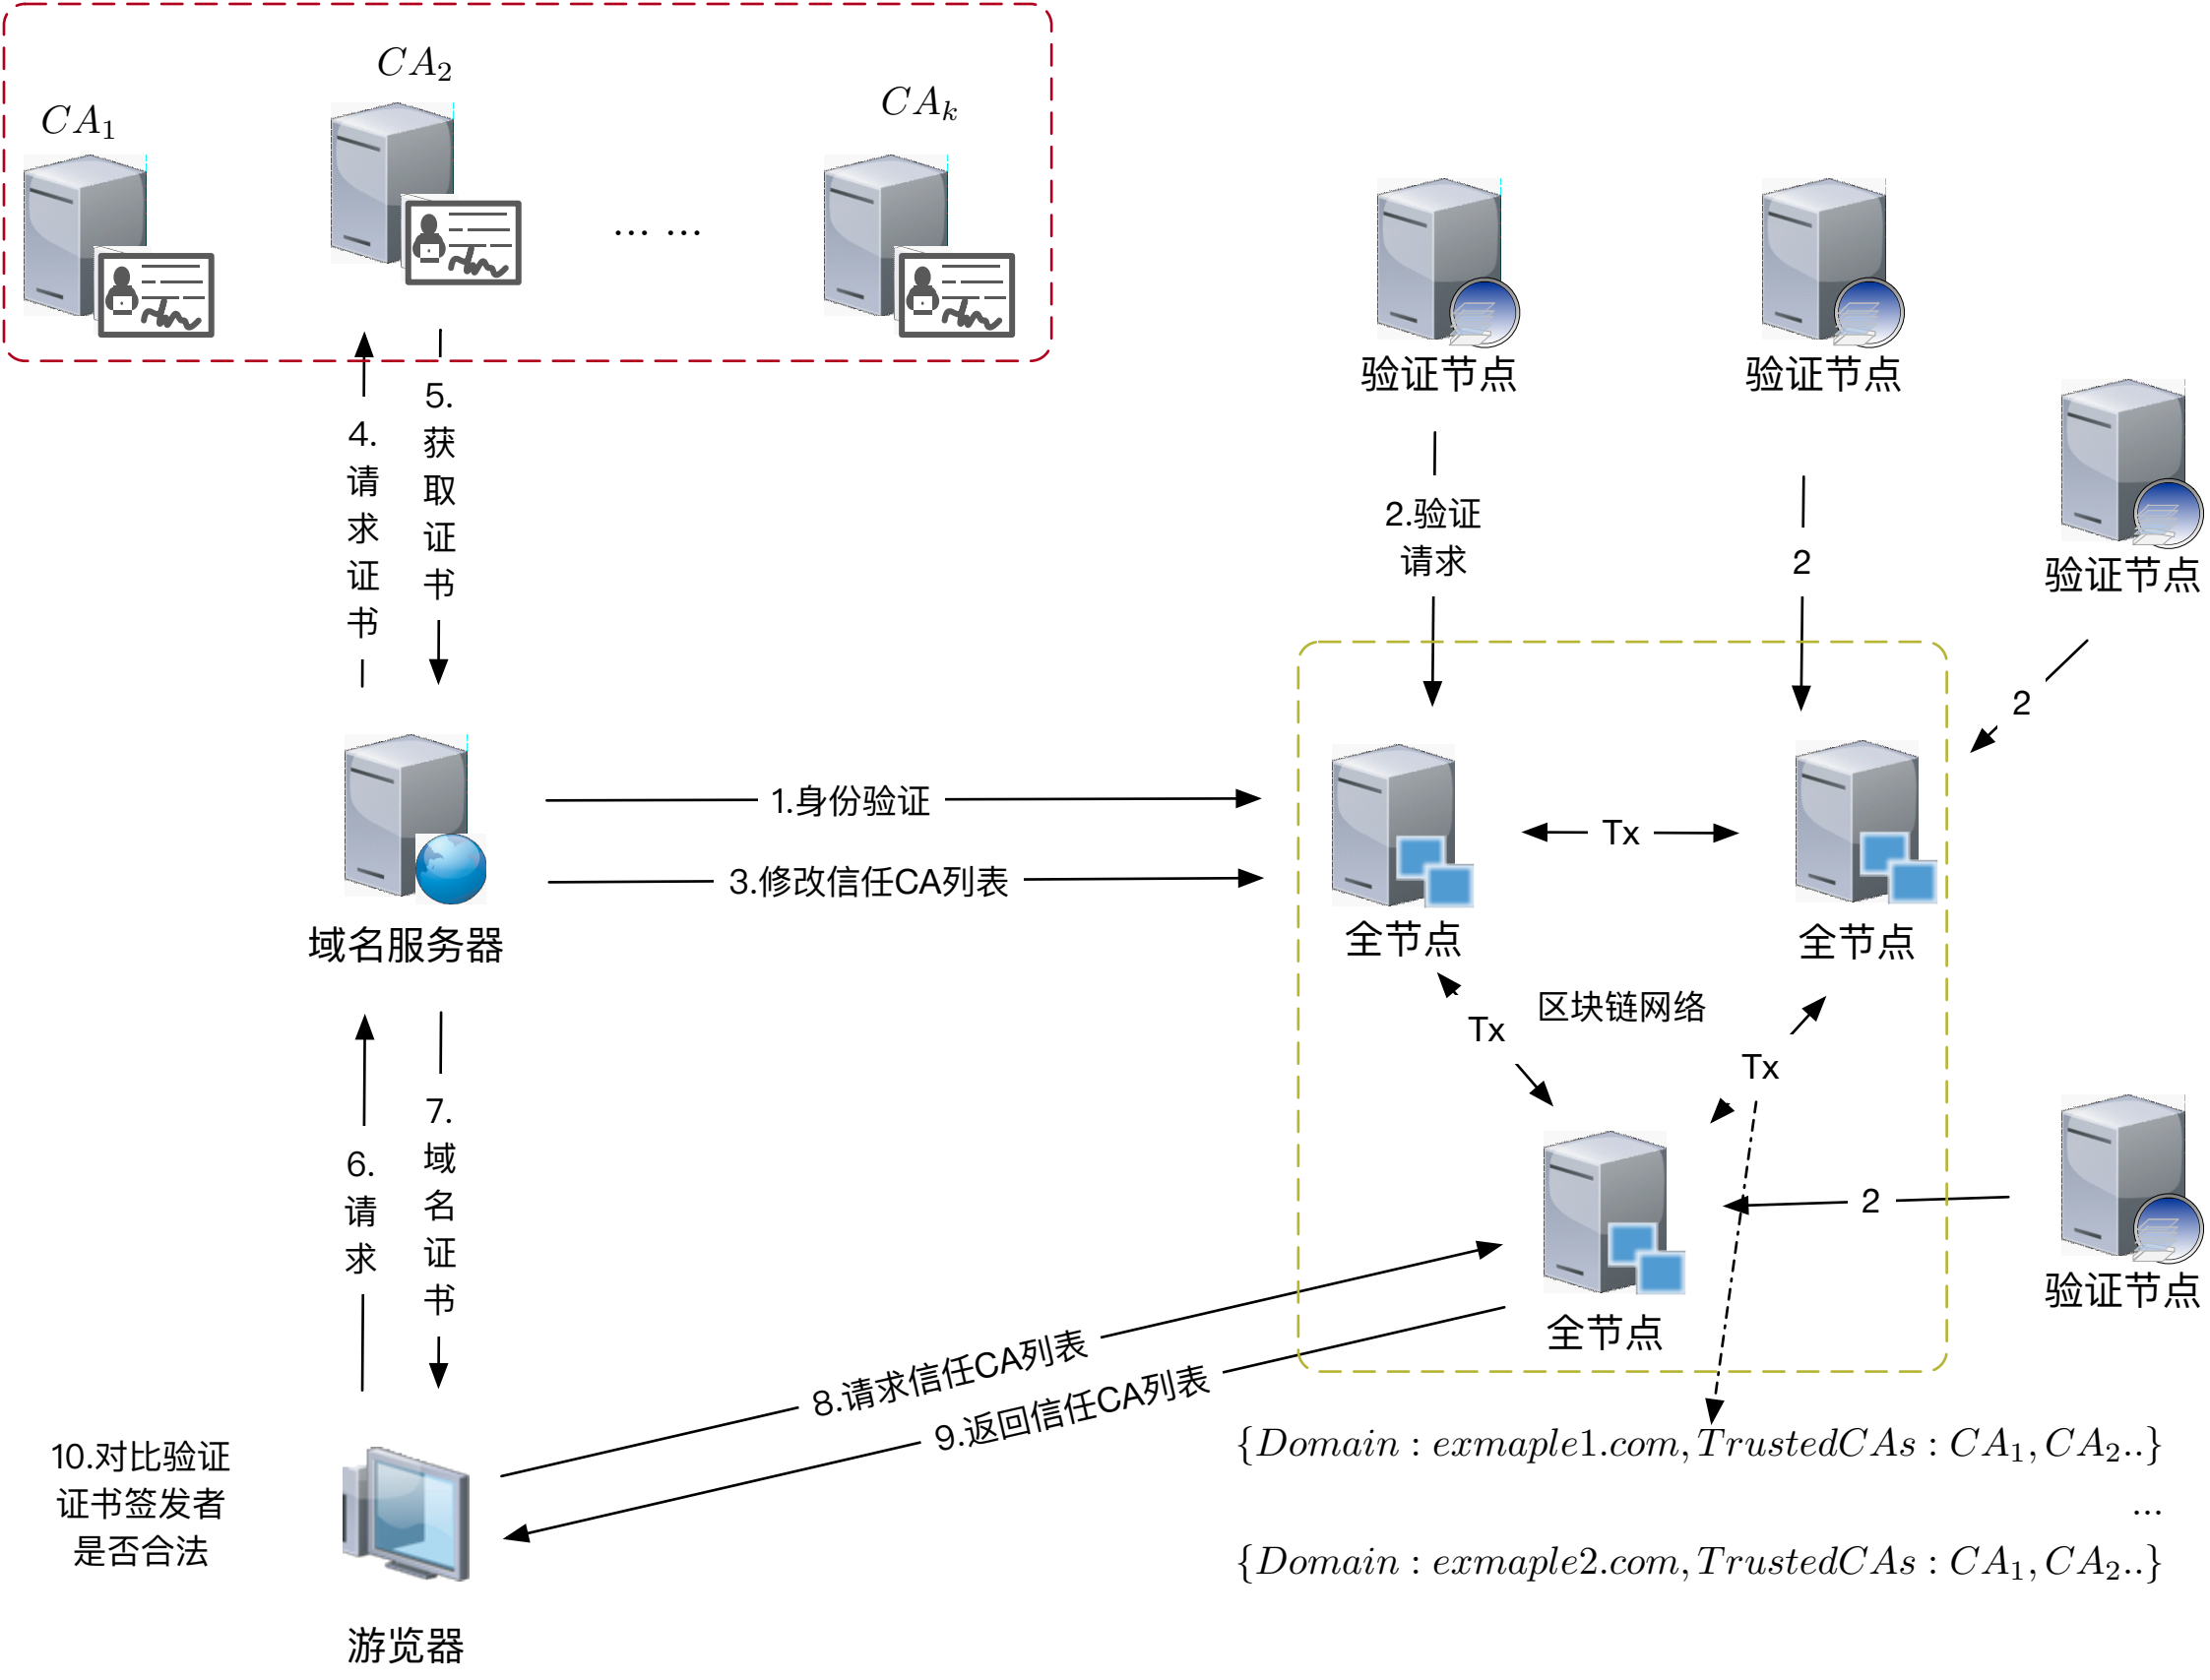 CA₂
CA₁
CAₖ
... ...
验证节点
验证节点
验证节点
5.
获
取
证
书
4.
请
求
证
书
2.验证
请求
2
2
1.身份验证
3.修改信任CA列表
域名服务器
Tx
全节点
全节点
区块链网络
Tx
Tx
7.
域
名
证
书
6.
请
求
2
验证节点
全节点
8.请求信任CA列表
9.返回信任CA列表
10.对比验证
证书签发者
是否合法
游览器
{Domain : exmaple1.com, TrustedCAs : CA₁, CA₂..}
...
{Domain : exmaple2.com, TrustedCAs : CA₁, CA₂..}